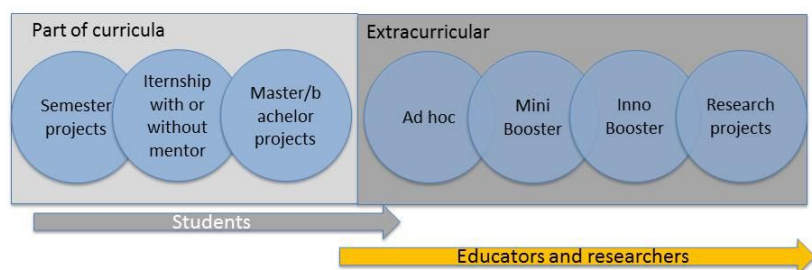 Part of curricula
Extracurricular
Semester
projects
Iternship
with or
without
mentor
Master/b
achelor
projects
Ad hoc
Mini
Booster
Inno
Booster
Research
projects
Students
Educators and researchers